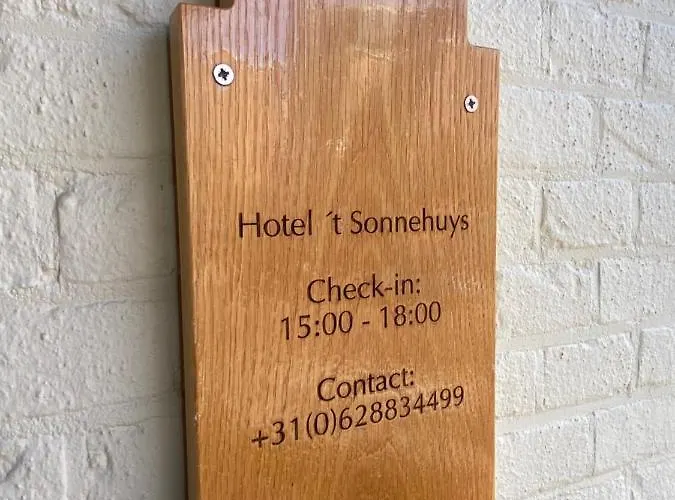 Hotel ´t Sonnehuys
Check-in:
15:00 - 18:00
Contact:
+31(0)628834499